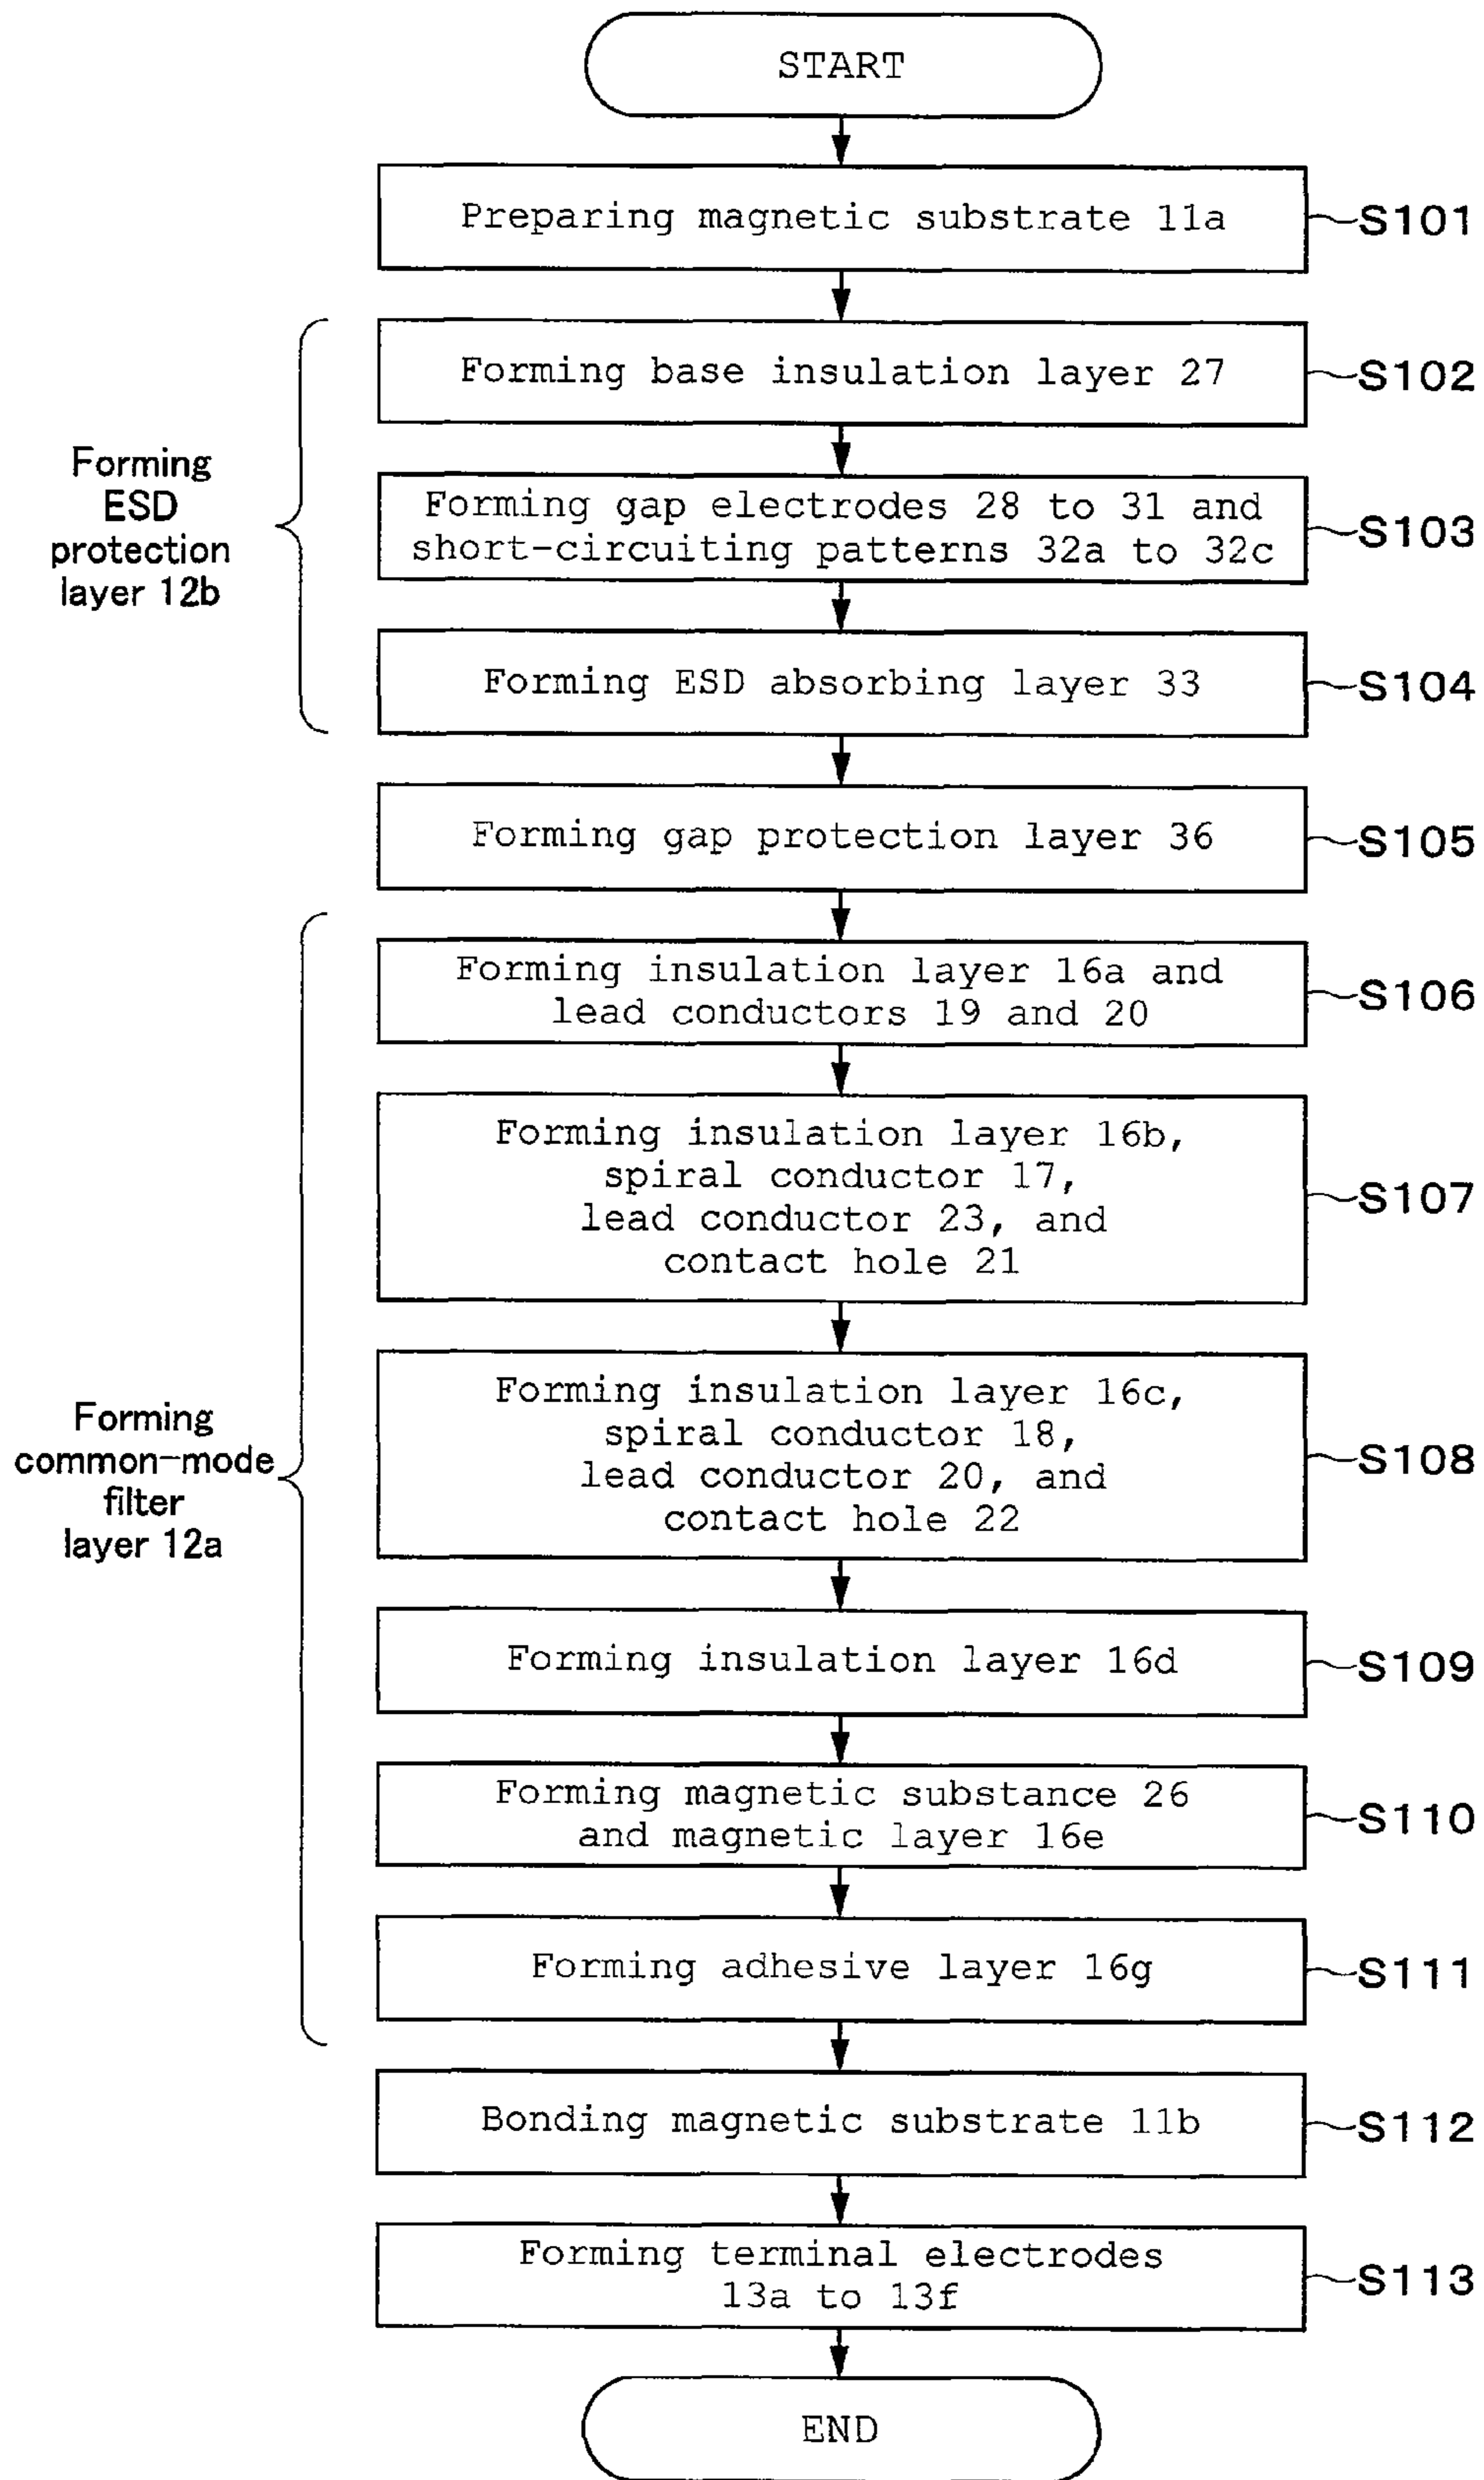 START
Preparing magnetic substrate 11a
S101
Forming base insulation layer 27
S102
Forming
ESD
protection
layer 12b
Forming gap electrodes 28 to 31 and
short-circuiting patterns 32a to 32c
S103
Forming ESD absorbing layer 33
S104
Forming gap protection layer 36
S105
Forming insulation layer 16a and
lead conductors 19 and 20
S106
Forming insulation layer 16b,
spiral conductor 17,
lead conductor 23, and
contact hole 21
S107
Forming
common-mode
filter
layer 12a
Forming insulation layer 16c,
spiral conductor 18,
lead conductor 20, and
contact hole 22
S108
Forming insulation layer 16d
S109
Forming magnetic substance 26
and magnetic layer 16e
S110
Forming adhesive layer 16g
S111
Bonding magnetic substrate 11b
S112
Forming terminal electrodes
13a to 13f
S113
END